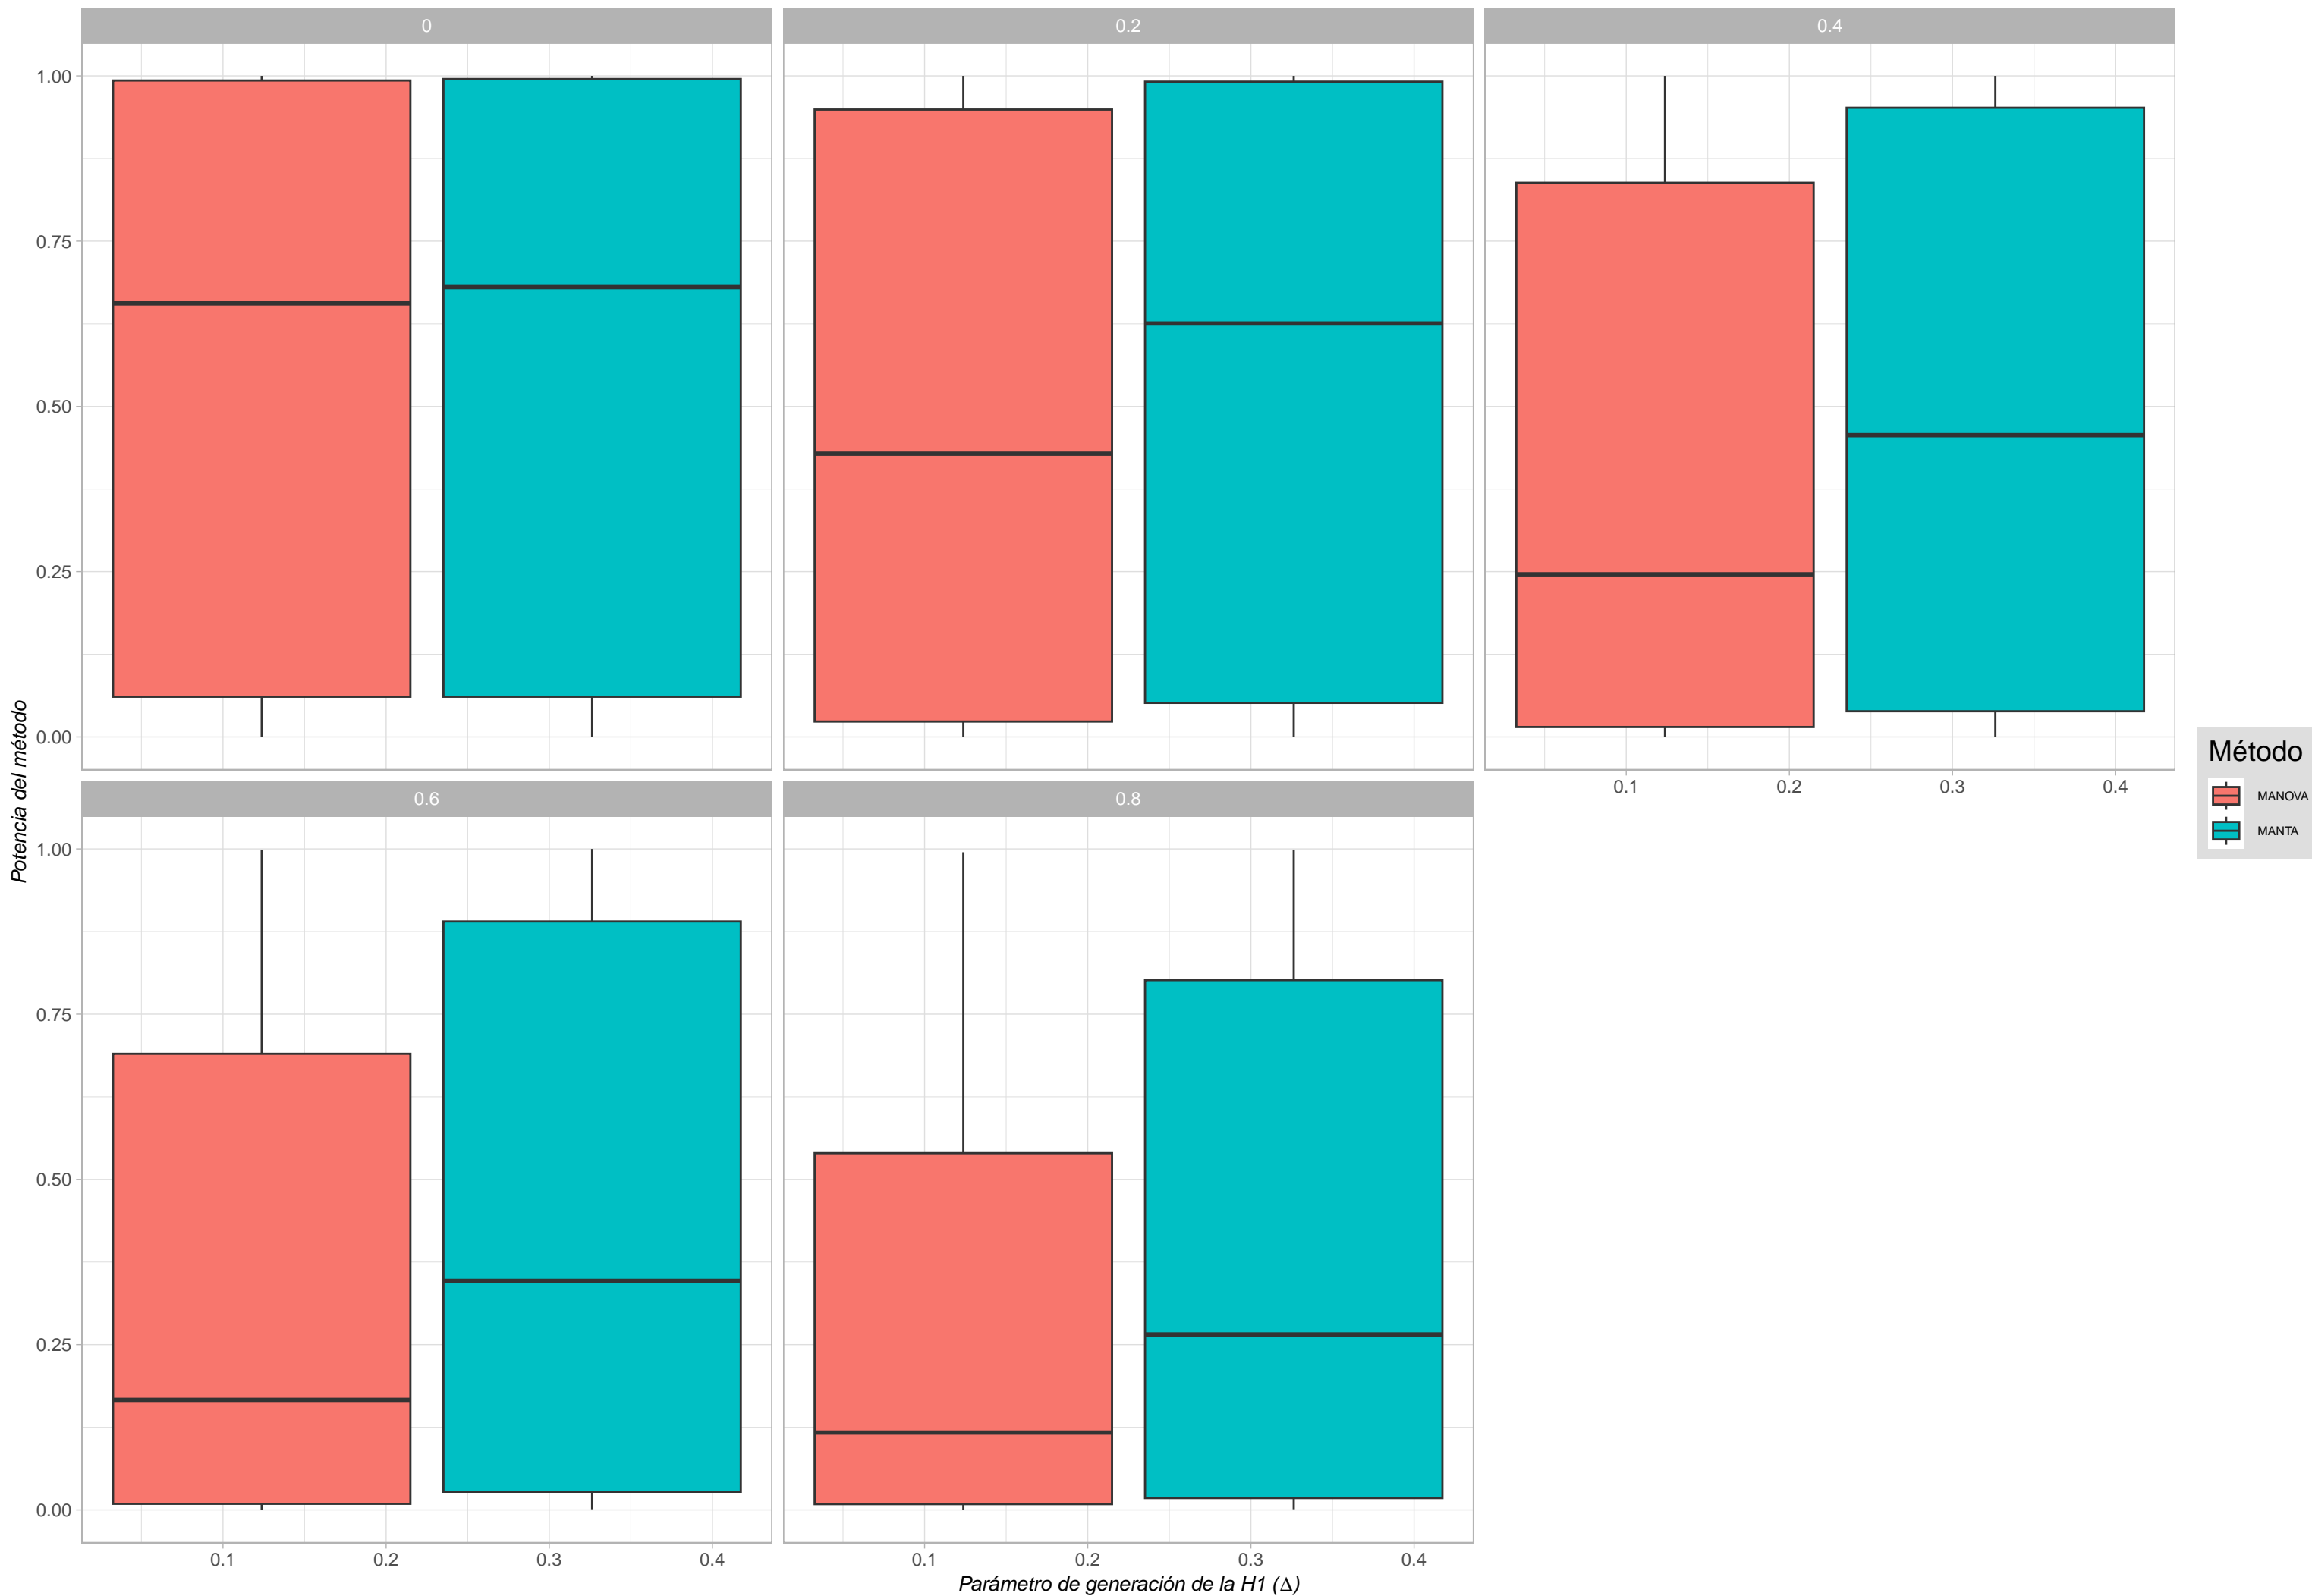 0
0.2
0.4
1.00
0.75
0.50
0.25
0.00
0.1 0.2 0.3 0.4
Potencia del método
0.6
0.8
1.00
0.75
0.50
0.25
0.00
0.1 0.2 0.3 0.4
0.1 0.2 0.3 0.4
Parámetro de generación de la H1 (Δ)
Método
MANOVA
MANTA